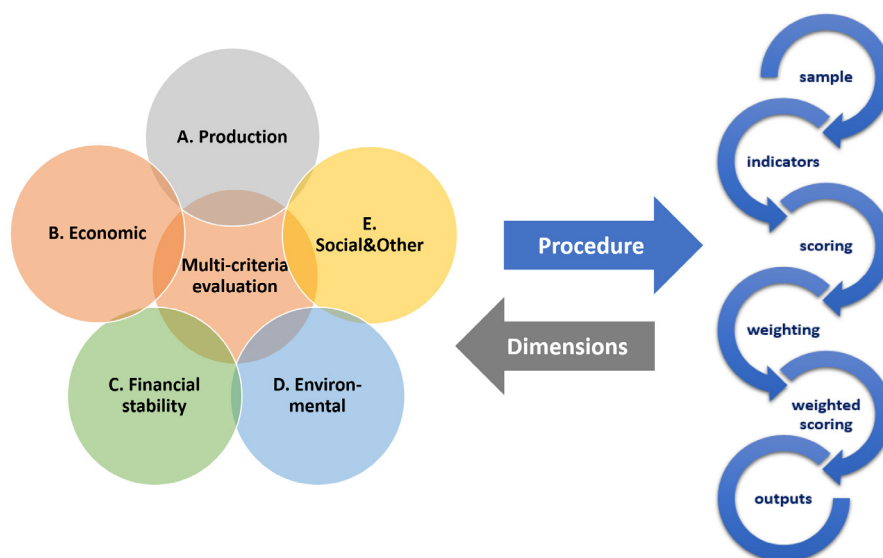 A. Production
B. Economic
E.
Social&Other
Multi-criteria
evaluation
C. Financial
stability
D. Environ-
mental
Procedure
Dimensions
sample
indicators
scoring
weighting
weighted
scoring
outputs